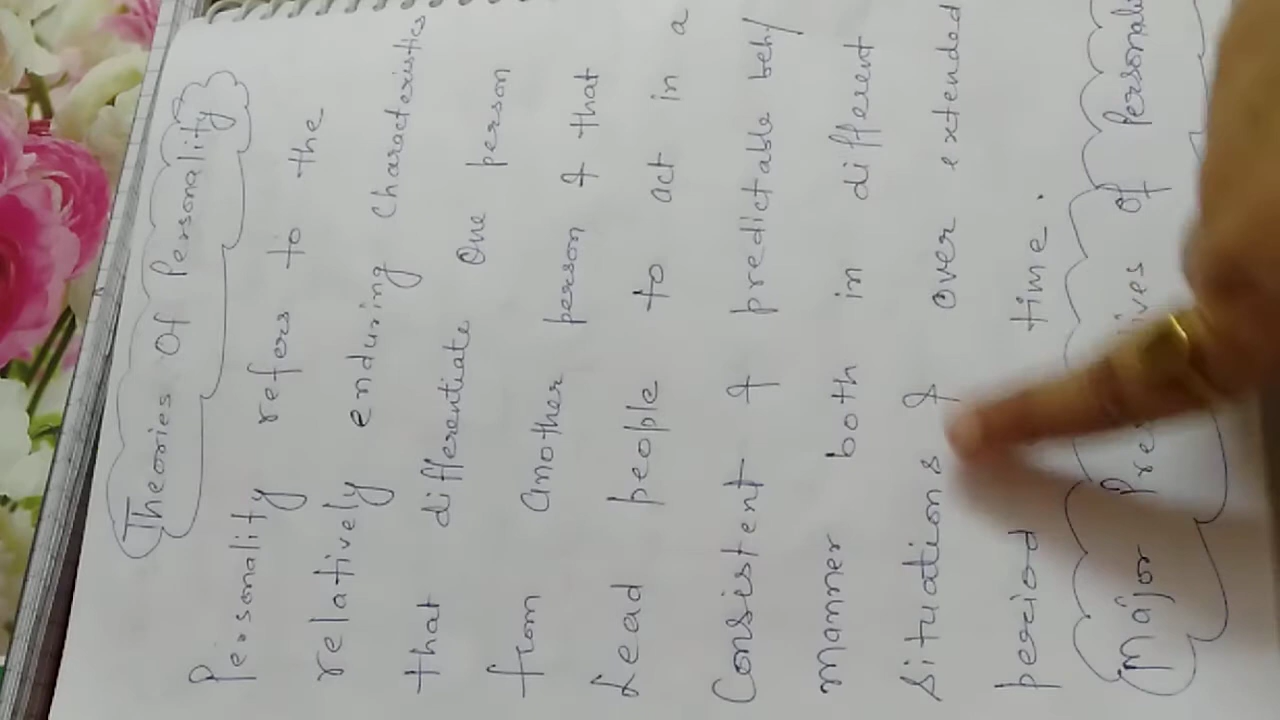 Theories Of Personality
Personality refers to the
relatively enduring Characteristics
that differentiate One person
from another person & that
Lead people to act in a
Consistent & predictable beh/
manner both in different
Situations & over extended
period time.
Major of Personali